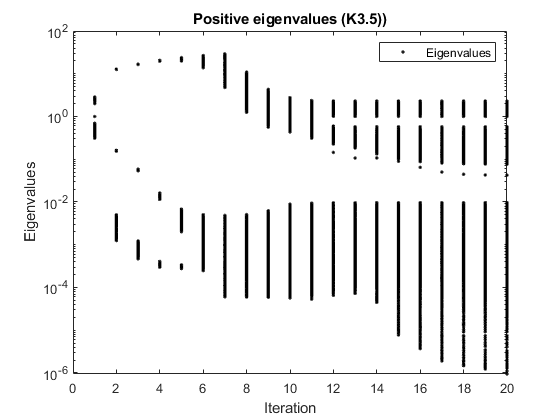 Positive eigenvalues (K3.5))
Eigenvalues
10^2
10^0
10^-2
10^-4
10^-6
Eigenvalues
0 2 4 6 8 10 12 14 16 18 20
Iteration